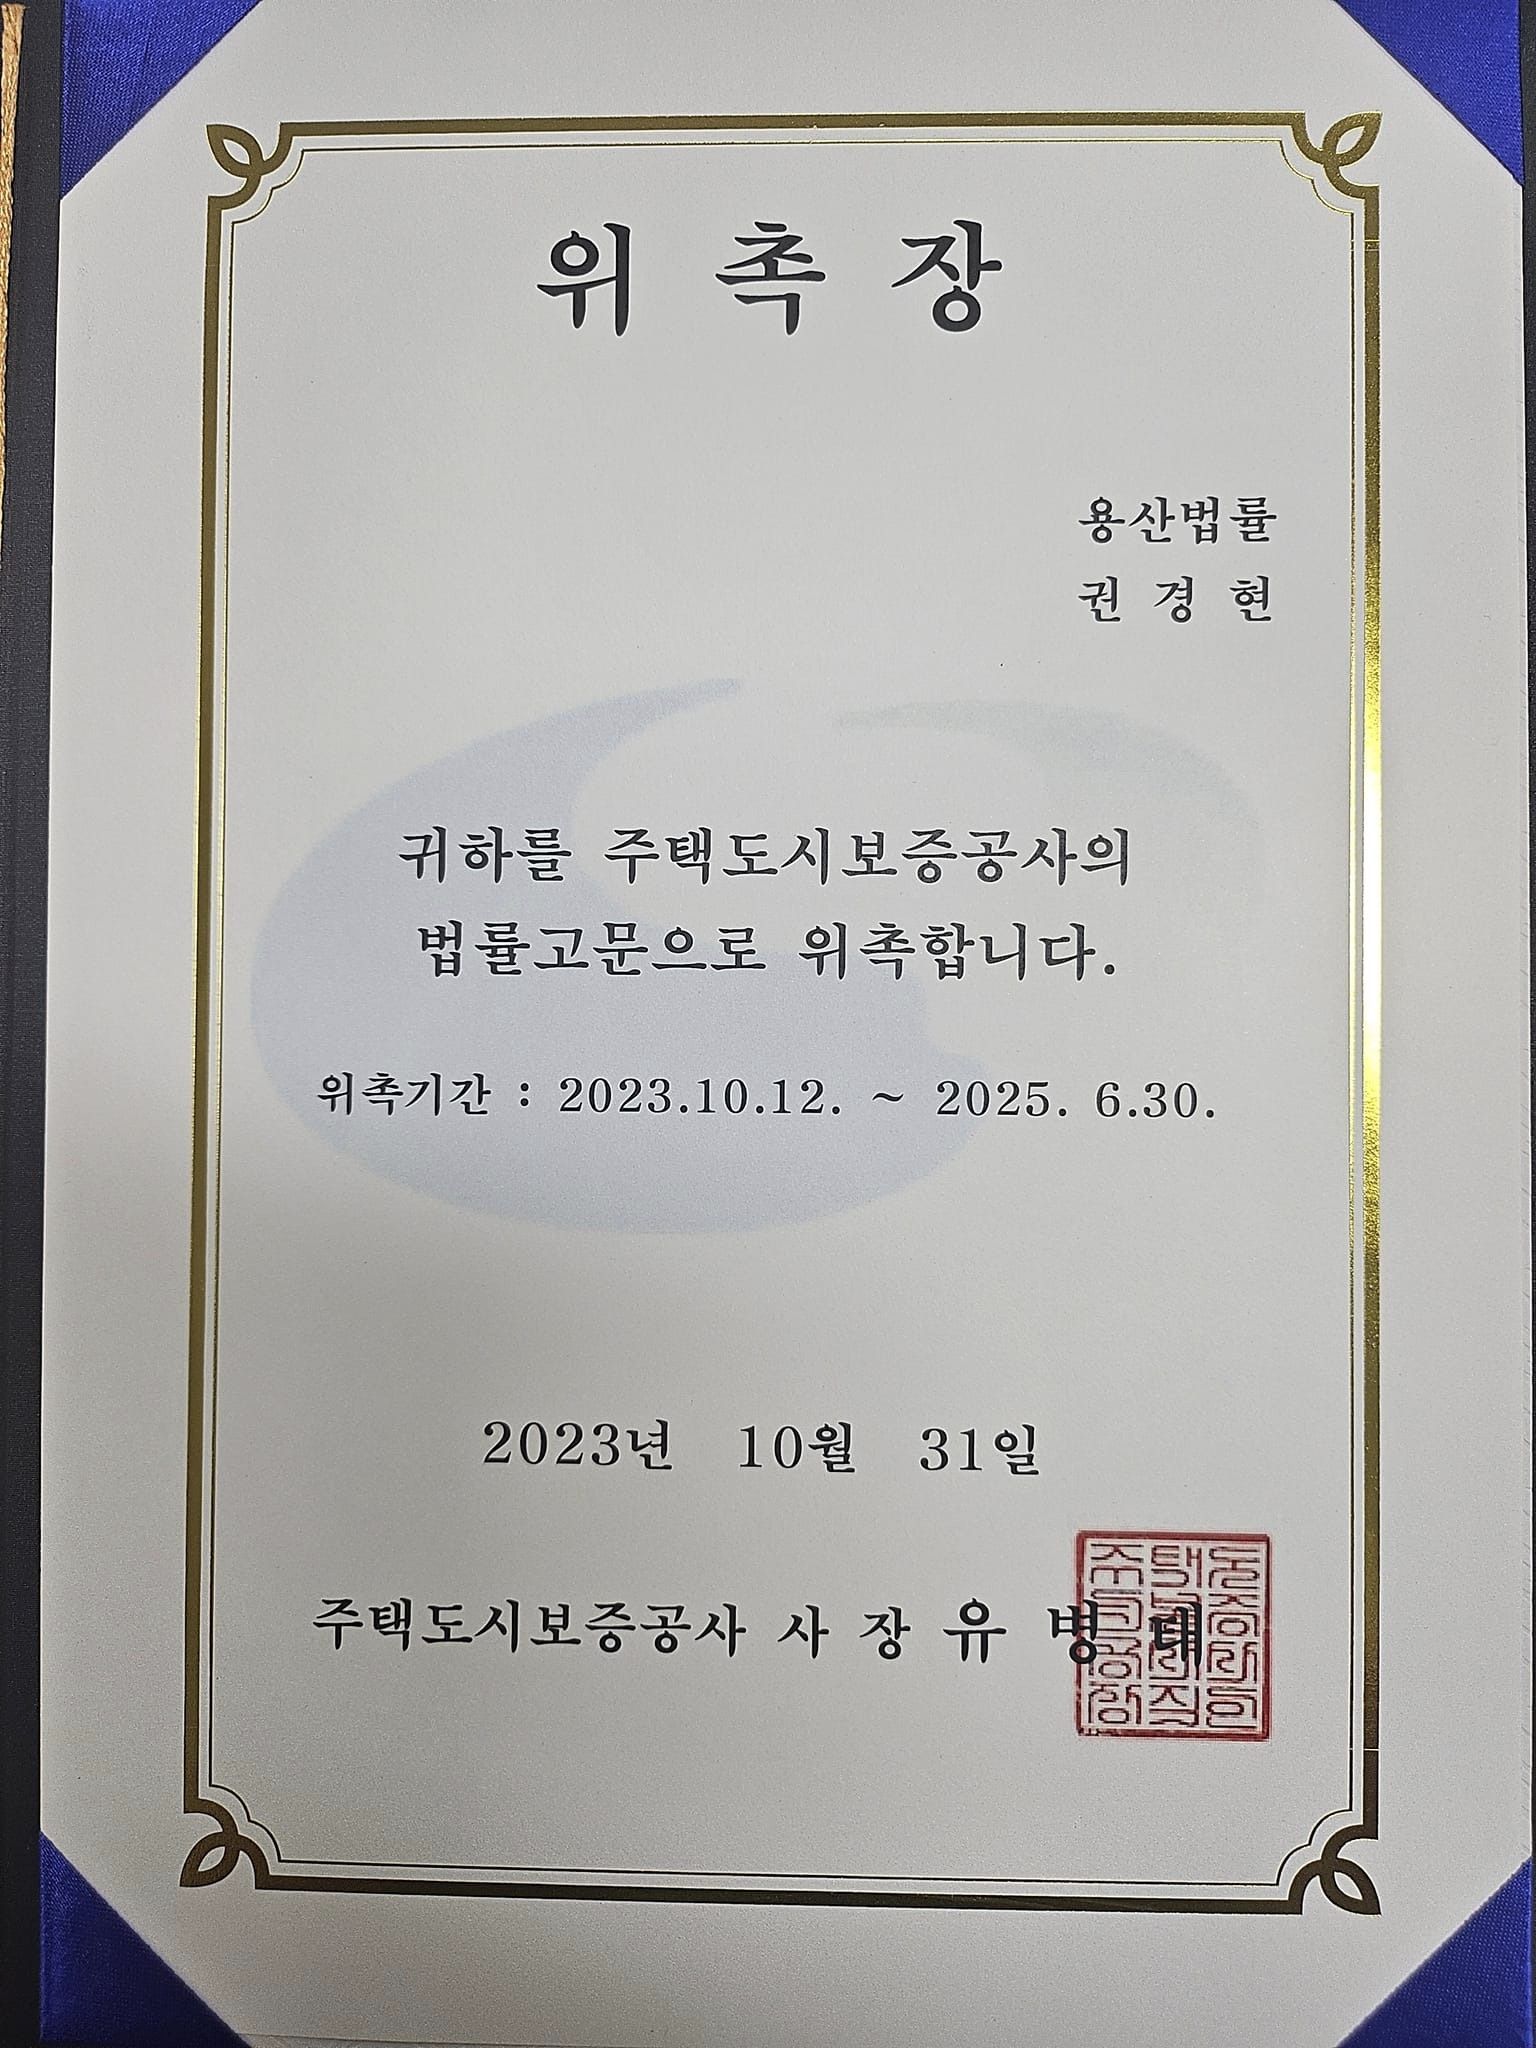 위 촉 장
용산법률
권 경 현
귀하를 주택도시보증공사의
법률고문으로 위촉합니다.
위촉기간 : 2023.10.12. ~ 2025. 6.30.
2023년 10월 31일
주택도시보증공사 사 장 유 병 태